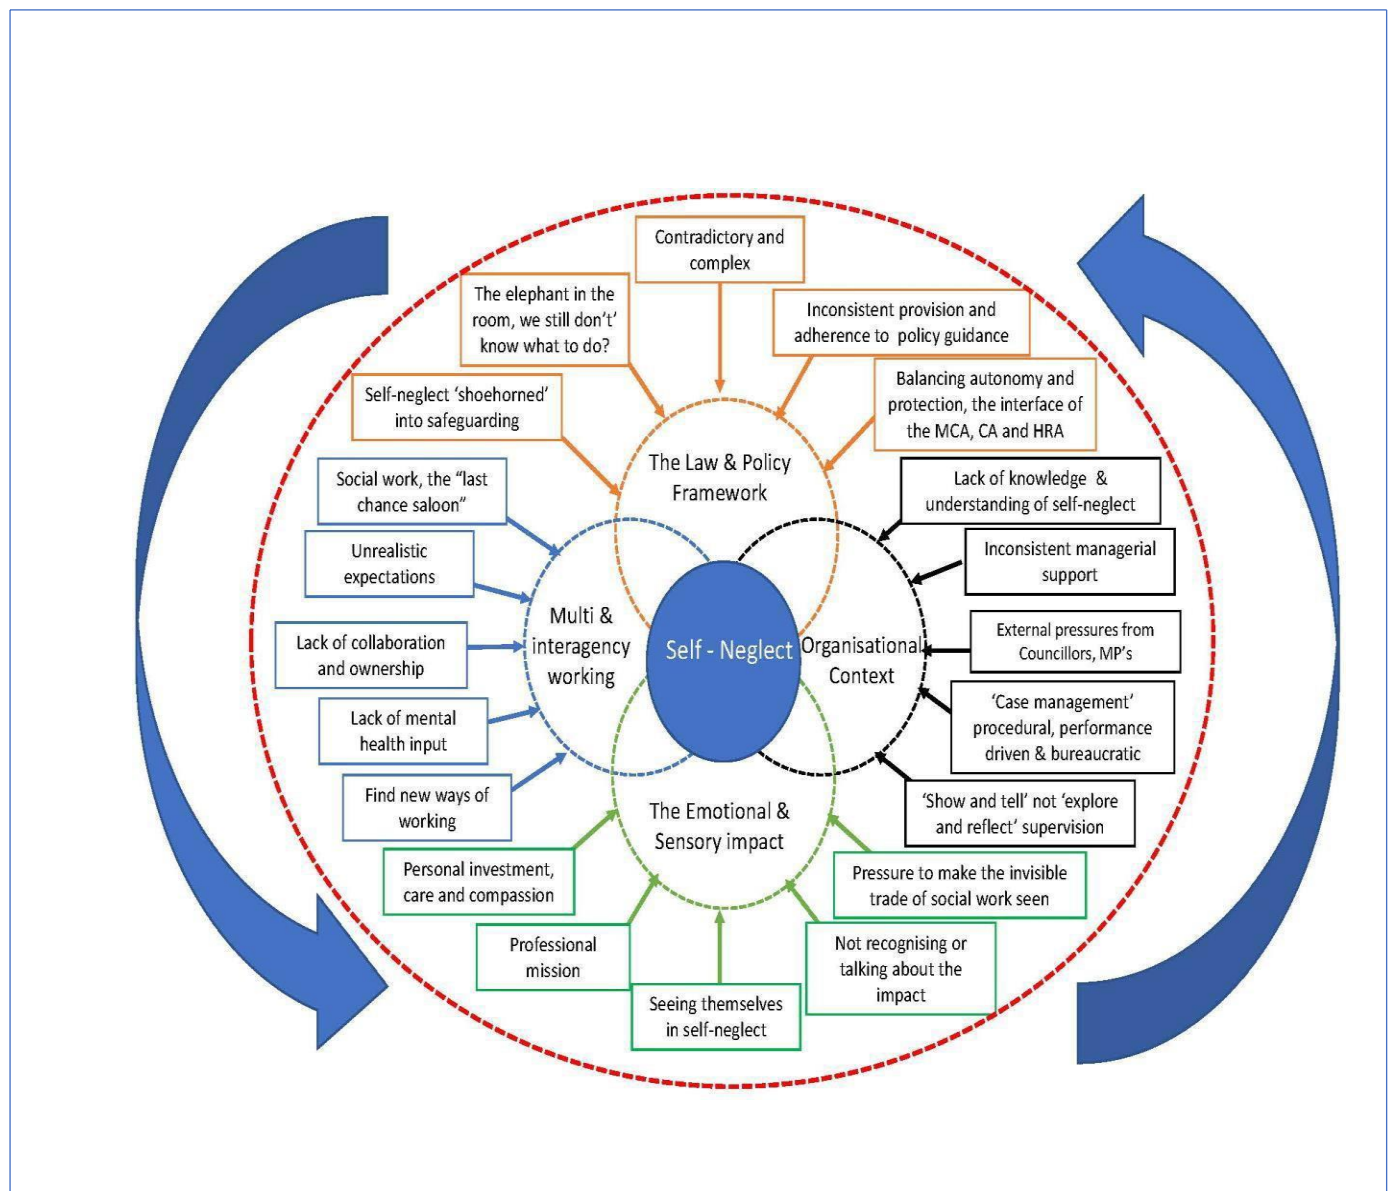 Contradictory and
complex
The elephant in the
room, we still don't'
know what to do?
Inconsistent provision and
adherence to policy guidance
Self-neglect ‘shoehorned’
into safeguarding
Balancing autonomy and
protection, the interface of
the MCA, CA and HRA
The Law & Policy
Framework
Social work, the “last
chance saloon”
Unrealistic
expectations
Lack of collaboration
and ownership
Lack of mental
health input
Find new ways of
working
Multi &
interagency
working
Self - Neglect
Organisational
Context
Lack of knowledge &
understanding of self-neglect
Inconsistent managerial
support
External pressures from
Councillors, MP’s
‘Case management’
procedural, performance
driven & bureaucratic
‘Show and tell’ not ‘explore
and reflect’ supervision
The Emotional &
Sensory impact
Personal investment,
care and compassion
Professional
mission
Seeing themselves
in self-neglect
Not recognising or
talking about the
impact
Pressure to make the invisible
trade of social work seen